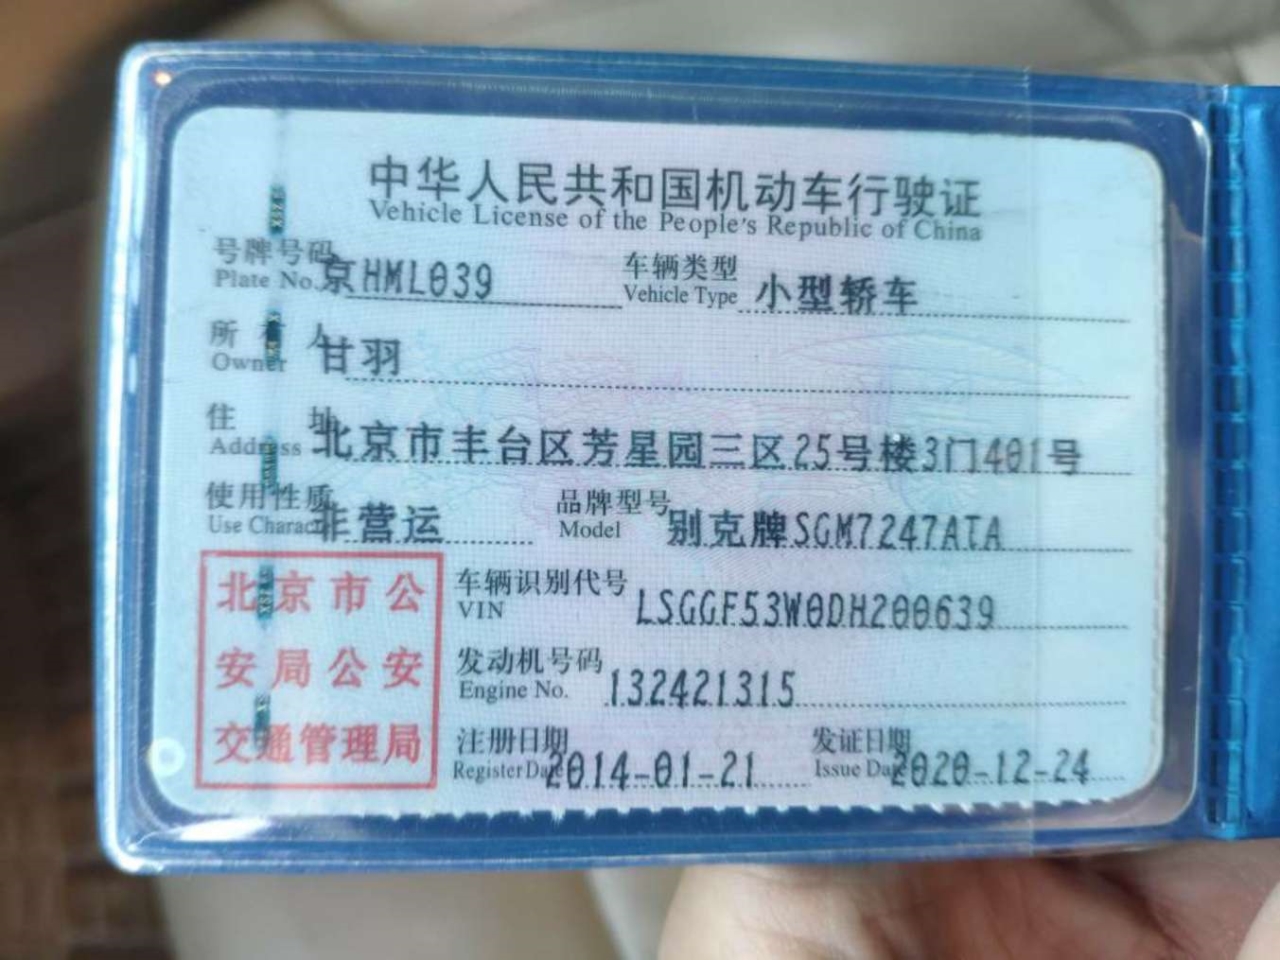 中华人民共和国机动车行驶证
Vehicle License of the People's Republic of China
号牌号码 京HML039 车辆类型 小型轿车
Plate No. Vehicle Type
所有人 甘羽
Owner
住址 北京市丰台区芳星园三区25号楼3门401号
Address
使用性质 非营运 品牌型号 别克牌SGM7247ATA
Use Charact Model
北京市公
安局公安
交通管理局
车辆识别代号 LSGGF53W0DH200639
VIN
发动机号码 132421315
Engine No.
注册日期 2014-01-21 发证日期 2020-12-24
Register Date Issue Date